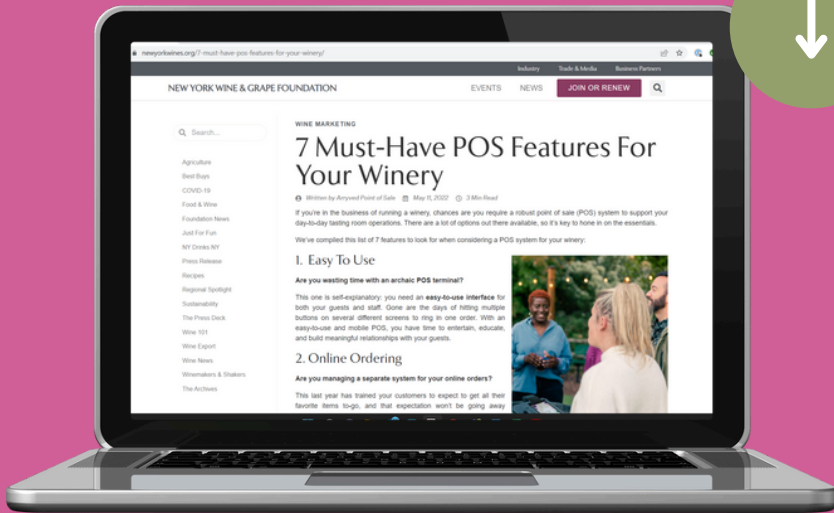 newyorkwines.org/7-must-have-pos-features-for-your-winery/
Industry Trade & Media Business Partners
NEW YORK WINE & GRAPE FOUNDATION EVENTS NEWS JOIN OR RENEW
Search...
Agriculture
Best Buys
COVID-19
Food & Wine
Foundation News
Just For Fun
NY Drinks NY
Press Release
Recipes
Regional Spotlight
Sustainability
The Press Deck
Wine 101
Wine Export
Wine News
Winemakers & Shakers
The Archives
WINE MARKETING
7 Must-Have POS Features For
Your Winery
Written by Arryved Point of Sale May 11, 2022 3 Min Read
If you're in the business of running a winery, chances are you require a robust point of sale (POS) system to support your
day-to-day tasting room operations. There are a lot of options out there available, so it's key to hone in on the essentials.
We've compiled this list of 7 features to look for when considering a POS system for your winery:
1. Easy To Use
Are you wasting time with an archaic POS terminal?
This one is self-explanatory: you need an easy-to-use interface for
both your guests and staff. Gone are the days of hitting multiple
buttons on several different screens to ring in one order. With an
easy-to-use and mobile POS, you have time to entertain, educate,
and build meaningful relationships with your guests.
2. Online Ordering
Are you managing a separate system for your online orders?
This last year has trained your customers to expect to get all their
favorite items to-go, and that expectation won't be going away